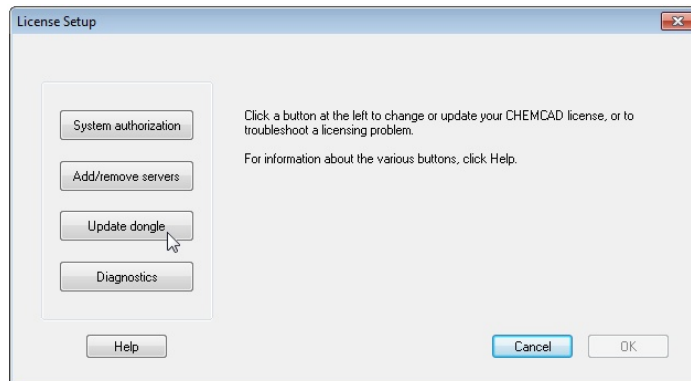 License Setup
System authorization
Add/remove servers
Update dongle
Diagnostics
Click a button at the left to change or update your CHEMCAD license, or to
troubleshoot a licensing problem.
For information about the various buttons, click Help.
Help
Cancel
OK